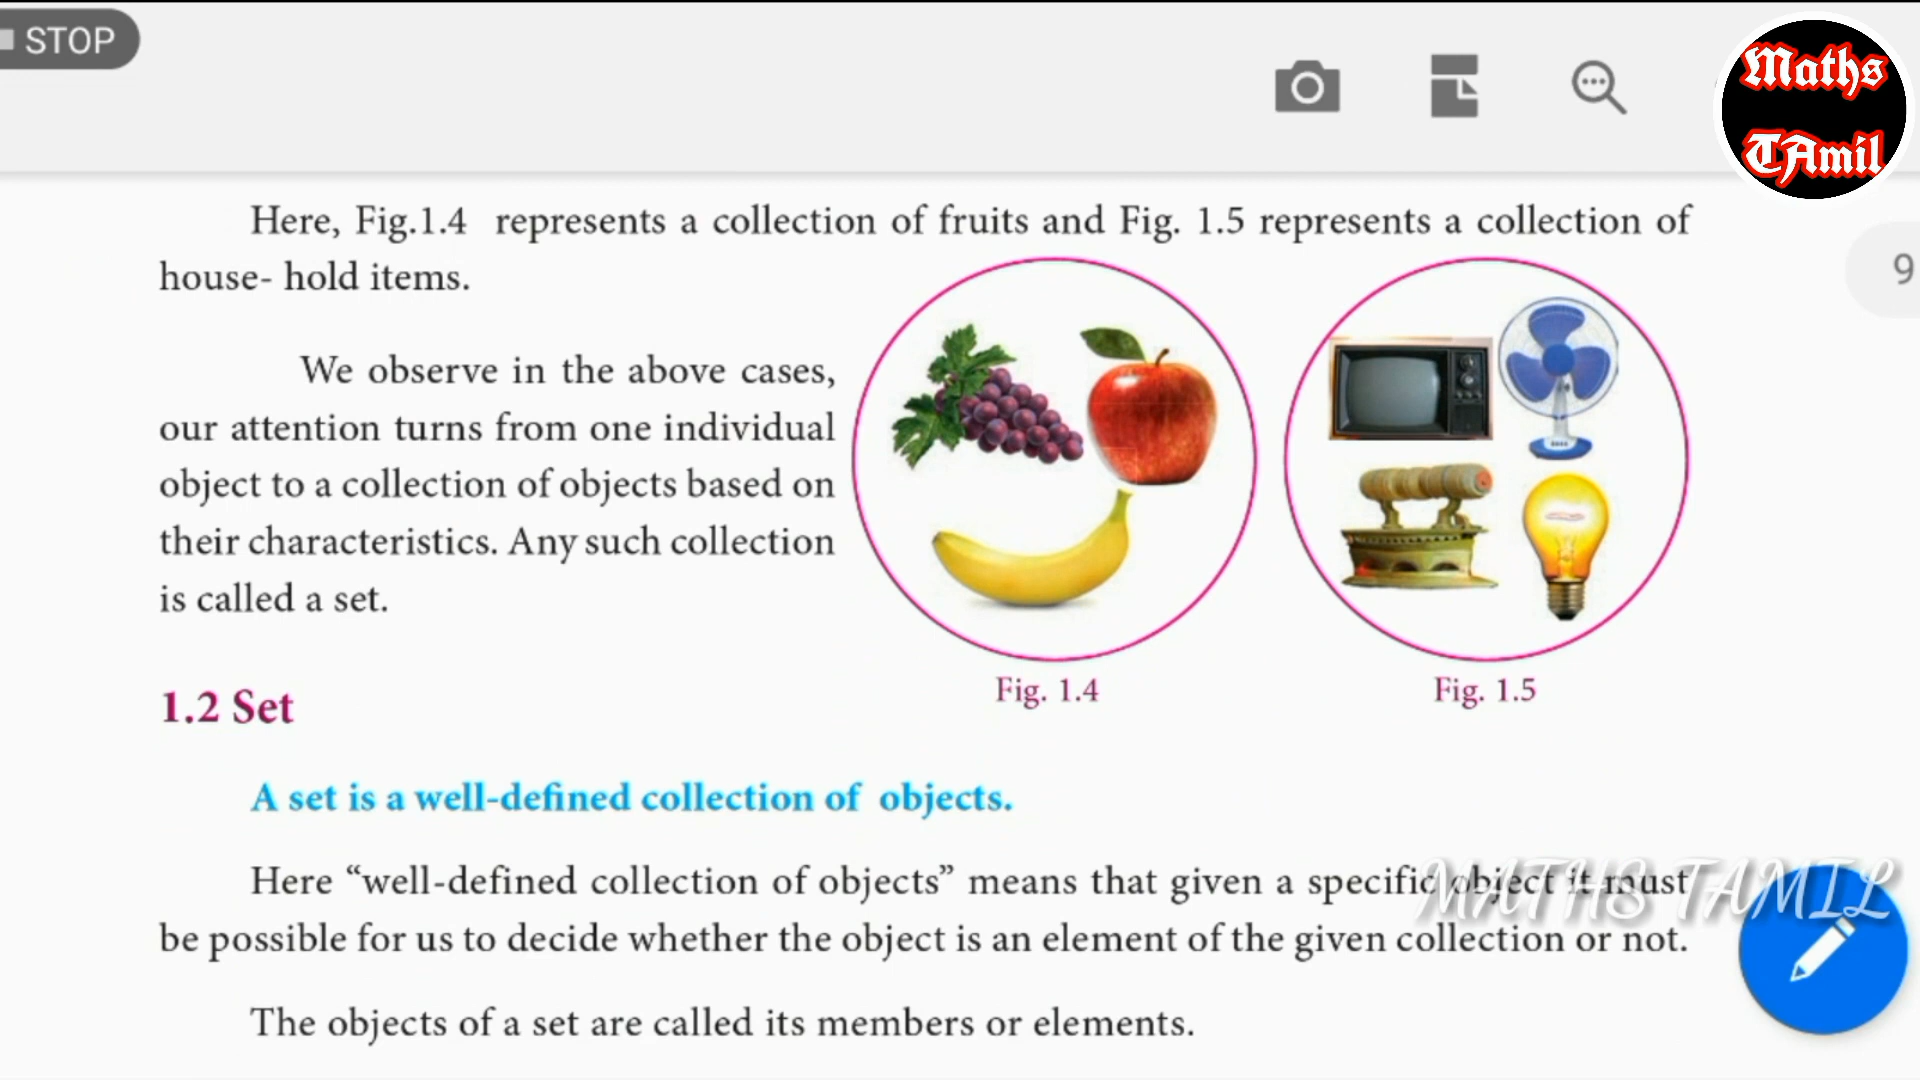 STOP
Maths
TAmil
Here, Fig.1.4 represents a collection of fruits and Fig. 1.5 represents a collection of
house- hold items.
9
We observe in the above cases,
our attention turns from one individual
object to a collection of objects based on
their characteristics. Any such collection
is called a set.
Fig. 1.4
Fig. 1.5
1.2 Set
A set is a well-defined collection of objects.
Here “well-defined collection of objects” means that given a specific object it must
MATHS TAMIL
be possible for us to decide whether the object is an element of the given collection or not.
The objects of a set are called its members or elements.